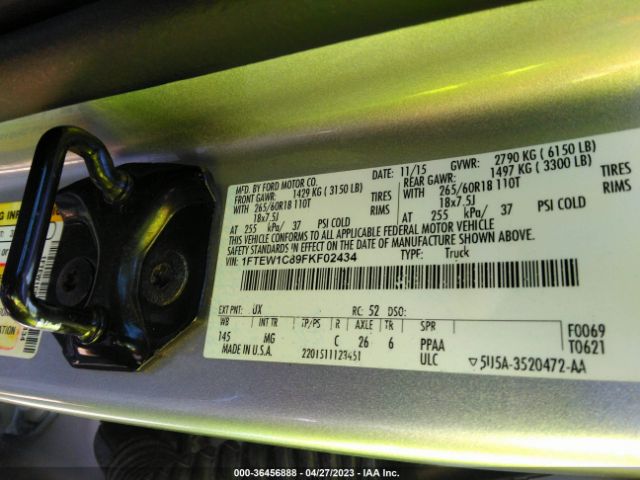 MFD. BY FORD MOTOR CO.
DATE: 11/15 GVWR: 2790 KG ( 6150 LB)
FRONT GAWR: 1429 KG ( 3150 LB) REAR GAWR: 1497 KG ( 3300 LB)
WITH 265/60R18 110T TIRES WITH 265/60R18 110T TIRES
18x7.5J RIMS 18x7.5J RIMS
AT 255 kPa/ 37 PSI COLD AT 255 kPa/ 37 PSI COLD
THIS VEHICLE CONFORMS TO ALL APPLICABLE FEDERAL MOTOR VEHICLE
SAFETY STANDARDS IN EFFECT ON THE DATE OF MANUFACTURE SHOWN ABOVE.
VIN: 1FTEW1C89FKF02434 TYPE: Truck
EXT PNT: UX RC: 52 DSO:
WB INT TR TP/PS R AXLE TR SPR
145 MG C 26 6 PPAA
F0069
T0621
MADE IN U.S.A. 2201511123451 ULC
5U5A-3520472-AA
000-36456888 - 04/27/2023 - IAA Inc.